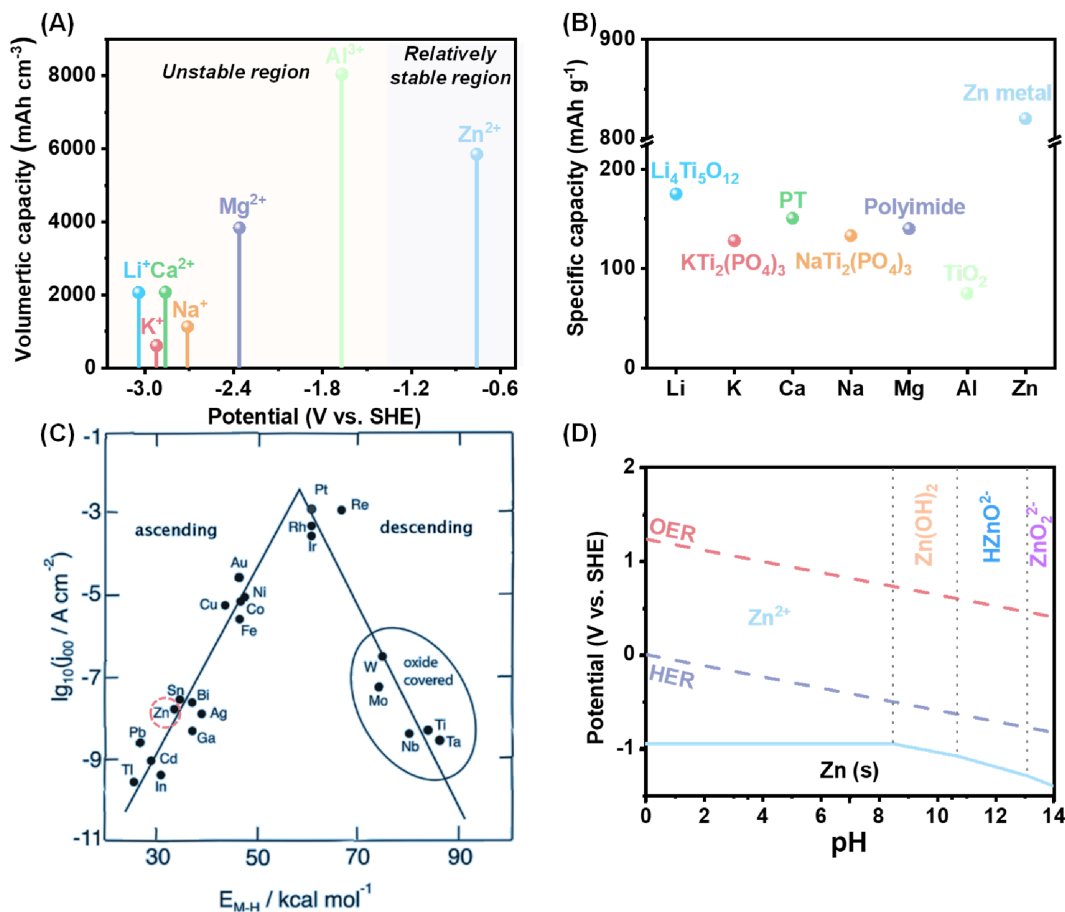 (A)
Volumertic capacity (mAh cm⁻³)
8000
6000
4000
2000
0
Unstable region
Relatively
stable region
Al³⁺
Zn²⁺
Mg²⁺
Li⁺
Ca²⁺
Na⁺
K⁺
-3.0 -2.4 -1.8 -1.2 -0.6
Potential (V vs. SHE)
(B)
Specific capacity (mAh g⁻¹)
900
800
200
100
0
Zn metal
Li₄Ti₅O₁₂
PT
Polyimide
KTi₂(PO₄)₃
NaTi₂(PO₄)₃
TiO₂
Li K Ca Na Mg Al Zn
(C)
lg₁₀(j₀₀ / A cm⁻²)
-1
-3
-5
-7
-9
-11
ascending
descending
Pt
Re
Rh
Ir
Au
Ni
Cu
Co
Fe
W
oxide
covered
Mo
Sn
Bi
Zn
Ag
Ga
Ti
Nb
Ta
Pb
Cd
Tl
In
30 50 70 90
E_M-H / kcal mol⁻¹
(D)
Potential (V vs. SHE)
2
1
0
-1
OER
HER
Zn²⁺
Zn(OH)₂
HZnO²⁻
ZnO₂²⁻
Zn (s)
0 2 4 6 8 10 12 14
pH